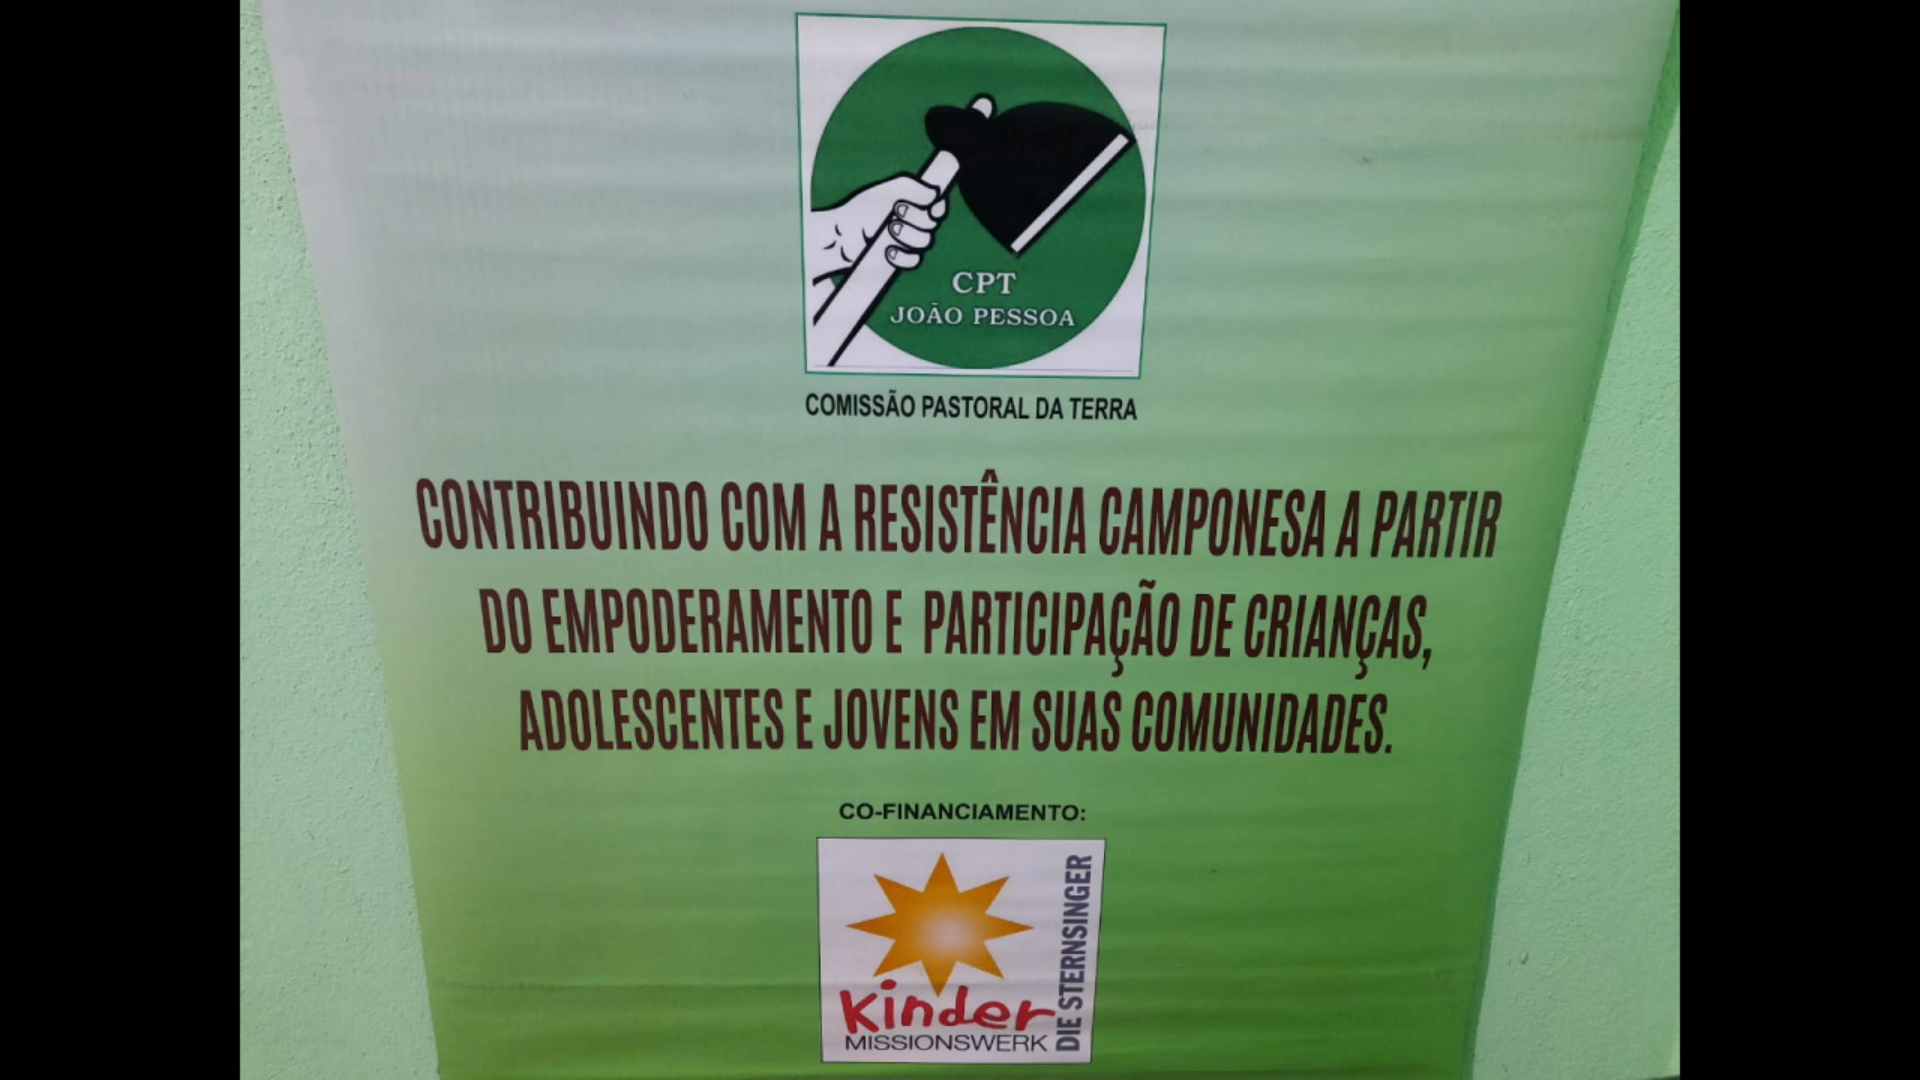 CPT
JOÃO PESSOA
COMISSÃO PASTORAL DA TERRA
CONTRIBUINDO COM A RESISTÊNCIA CAMPONESA A PARTIR
DO EMPODERAMENTO E PARTICIPAÇÃO DE CRIANÇAS,
ADOLESCENTES E JOVENS EM SUAS COMUNIDADES.
CO-FINANCIAMENTO:
Kinder
MISSIONSWERK
DIE STERNSINGER